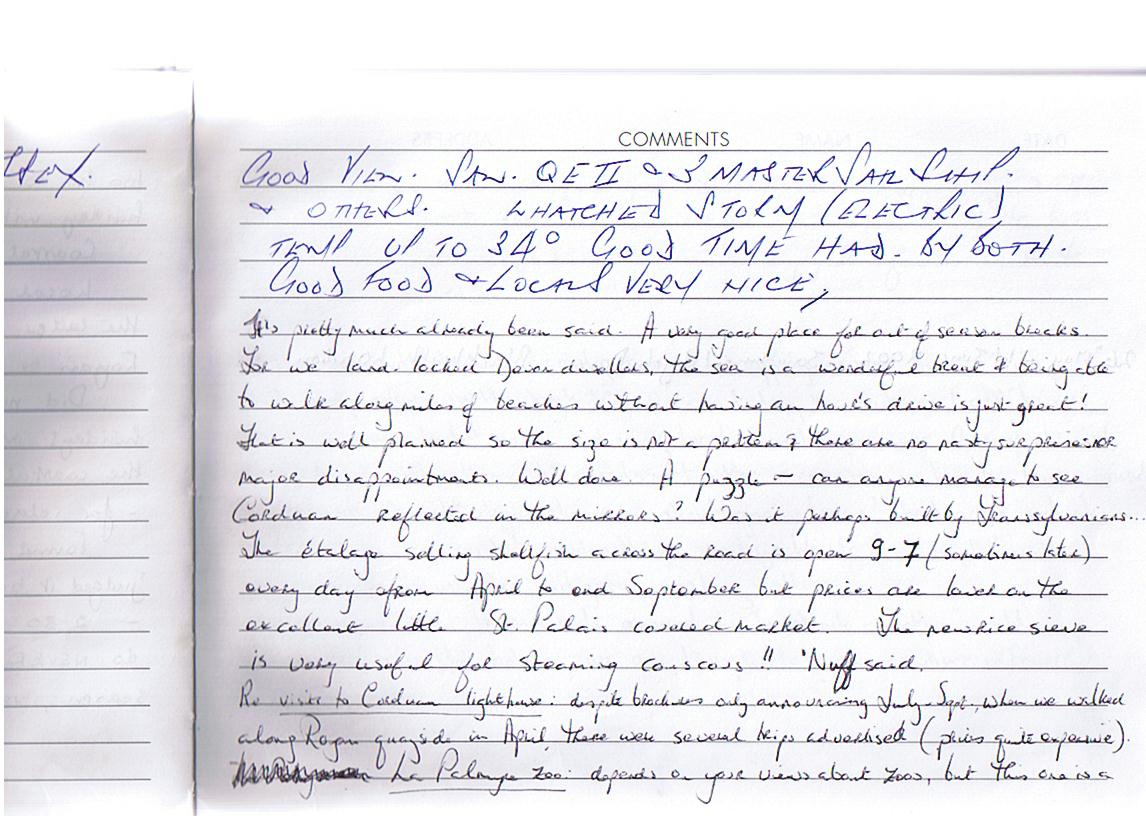 COMMENTS
GOOD VIEW. SAW. QE II & 3 MASTER SAIL SHIP.
& OTHERS. WHATCHED STORM (ELECTRIC)
TEMP UP TO 34° GOOD TIME HAD. BY BOTH.
GOOD FOOD & LOCALS VERY NICE,
It's pretty much already been said. A very good place for out of season breaks.
For we land-locked Devon dwellers, the sea is a wonderful break & being able
to walk along miles of beaches without having an hour's drive is just great!
Flat is well planned so the size is not a problem & there are no nasty surprises NOR
major disappointments. Well done. A puzzle - can anyone manage to see
Corduan reflected in the mirrors? Was it perhaps built by Transsylvanians...
The étalage selling shellfish across the road is open 9-7 (sometimes later)
every day from April to end September but prices are lower on the
excellent little St. Palais covered market. The new rice sieve
is very useful for steaming couscous!! 'Nuff said.
Re visits to Corduan lighthouse: despite brochures only announcing July-Sept, when we walked
along Royan quayside in April, there were several trips advertised (prices quite expensive).
La Palmyre Zoo: depends on your views about zoos, but this one is a